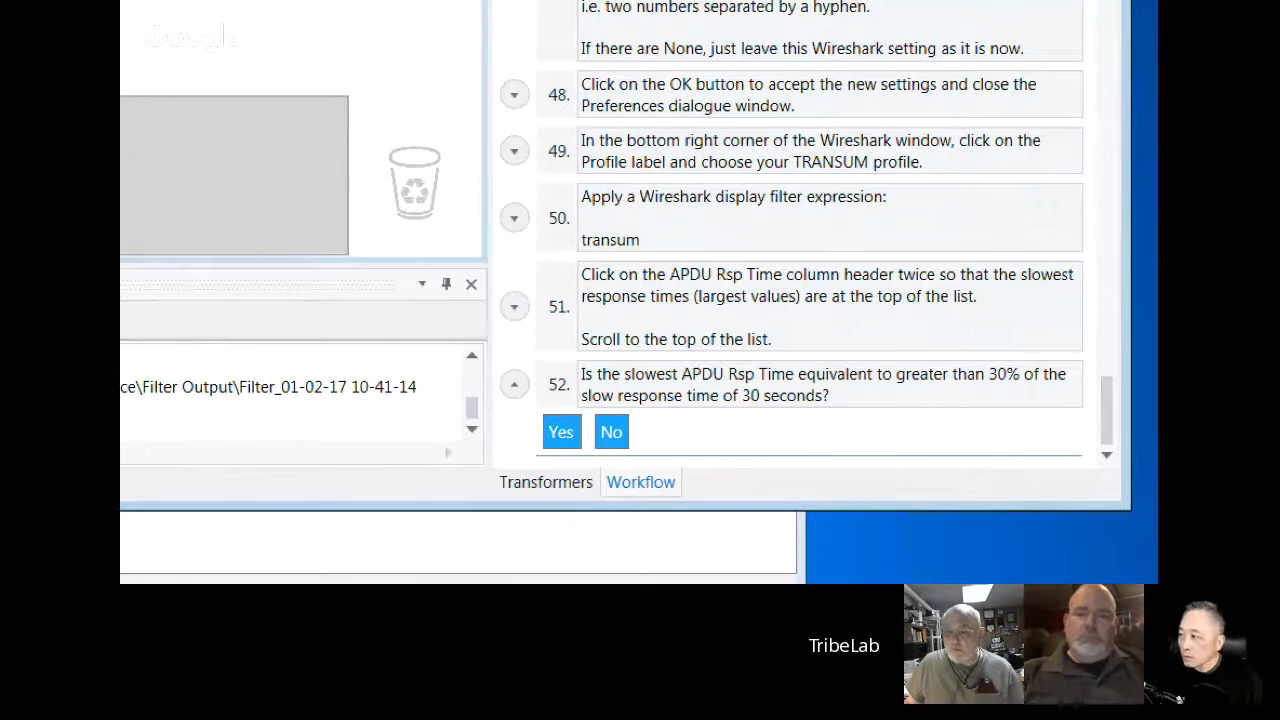 i.e. two numbers separated by a hyphen.
If there are None, just leave this Wireshark setting as it is now.
48. Click on the OK button to accept the new settings and close the
Preferences dialogue window.
49. In the bottom right corner of the Wireshark window, click on the
Profile label and choose your TRANSUM profile.
50. Apply a Wireshark display filter expression:
transum
51. Click on the APDU Rsp Time column header twice so that the slowest
response times (largest values) are at the top of the list.
Scroll to the top of the list.
52. Is the slowest APDU Rsp Time equivalent to greater than 30% of the
slow response time of 30 seconds?
Yes No
ce\Filter Output\Filter_01-02-17 10-41-14
Transformers Workflow
TribeLab